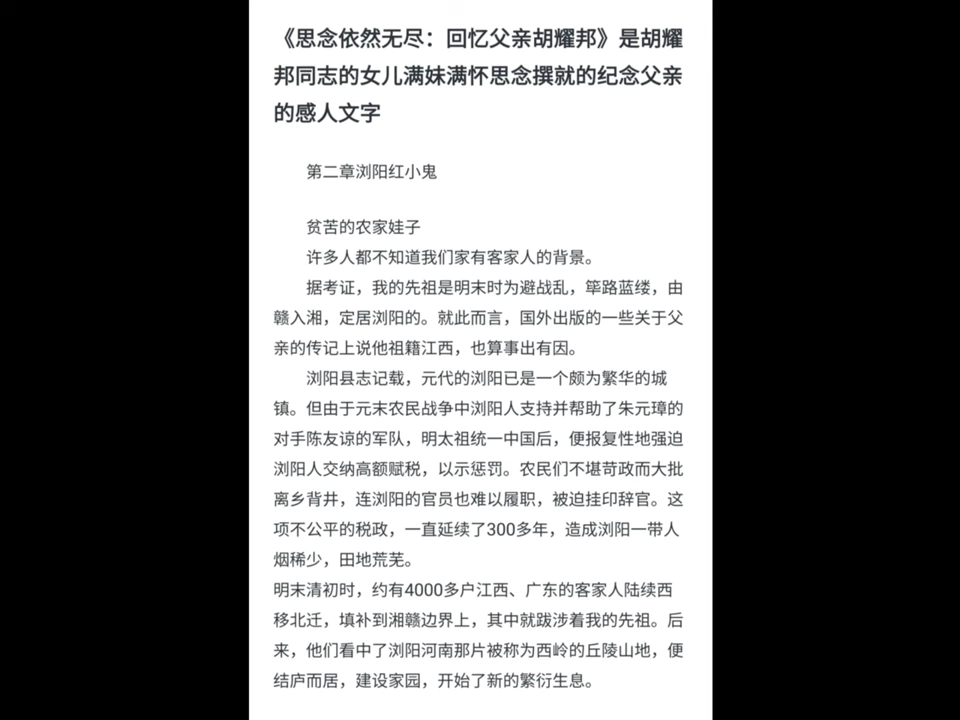 《思念依然无尽：回忆父亲胡耀邦》是胡耀
邦同志的女儿满妹满怀思念撰就的纪念父亲
的感人文字
第二章浏阳红小鬼
贫苦的农家娃子
许多人都不知道我们家有客家人的背景。
据考证，我的先祖是明末时为避战乱，筚路蓝缕，由
赣入湘，定居浏阳的。就此而言，国外出版的一些关于父
亲的传记上说他祖籍江西，也算事出有因。
浏阳县志记载，元代的浏阳已是一个颇为繁华的城
镇。但由于元末农民战争中浏阳人支持并帮助了朱元璋的
对手陈友谅的军队，明太祖统一中国后，便报复性地强迫
浏阳人交纳高额赋税，以示惩罚。农民们不堪苛政而大批
离乡背井，连浏阳的官员也难以履职，被迫挂印辞官。这
项不公平的税政，一直延续了300多年，造成浏阳一带人
烟稀少，田地荒芜。
明末清初时，约有4000多户江西、广东的客家人陆续西
移北迁，填补到湘赣边界上，其中就跋涉着我的先祖。后
来，他们看中了浏阳河南那片被称为西岭的丘陵山地，便
结庐而居，建设家园，开始了新的繁衍生息。